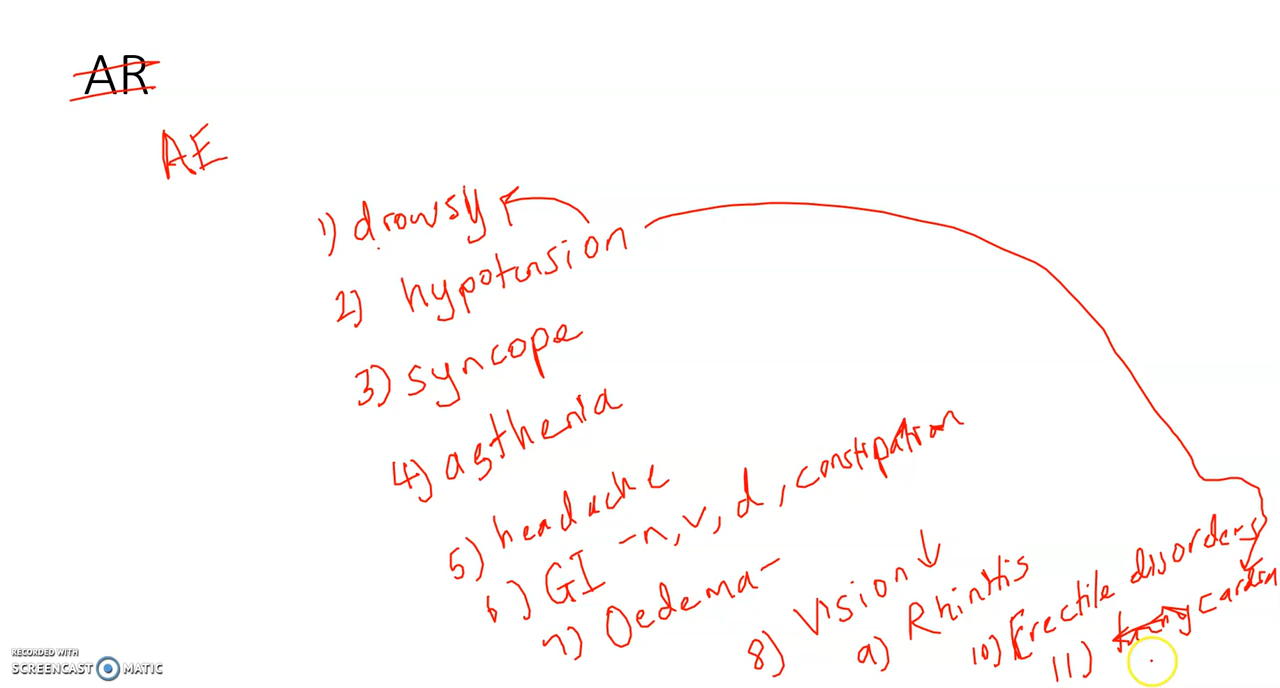 AR
AE
1) drowsy
2) hypotension
3) syncope
4) asthenia
5) headache
6) GI - n, v, d, constipation
7) Oedema -
8) Vision ↓
9) Rhinitis
10) Erectile disorders
11)
RECORDED WITH
SCREENCAST MATIC